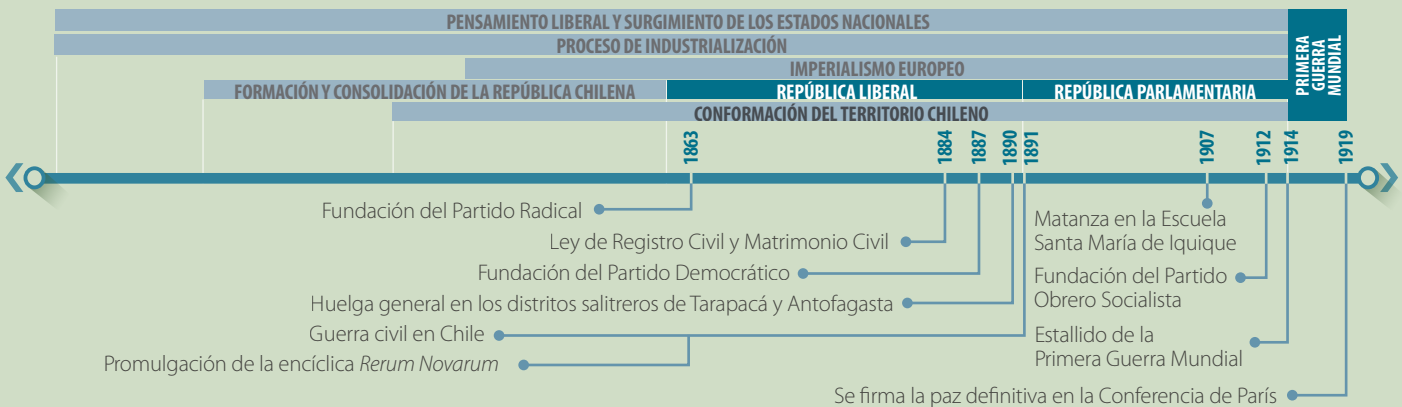 PENSAMIENTO LIBERAL Y SURGIMIENTO DE LOS ESTADOS NACIONALES
PROCESO DE INDUSTRIALIZACIÓN
IMPERIALISMO EUROPEO
FORMACIÓN Y CONSOLIDACIÓN DE LA REPÚBLICA CHILENA
REPÚBLICA LIBERAL
REPÚBLICA PARLAMENTARIA
CONFORMACIÓN DEL TERRITORIO CHILENO
PRIMERA
GUERRA
MUNDIAL
1863
1884
1887
1890
1891
1907
1912
1914
1919
Fundación del Partido Radical
Ley de Registro Civil y Matrimonio Civil
Fundación del Partido Democrático
Huelga general en los distritos salitreros de Tarapacá y Antofagasta
Guerra civil en Chile
Promulgación de la encíclica Rerum Novarum
Matanza en la Escuela
Santa María de Iquique
Fundación del Partido
Obrero Socialista
Estallido de la
Primera Guerra Mundial
Se firma la paz definitiva en la Conferencia de París